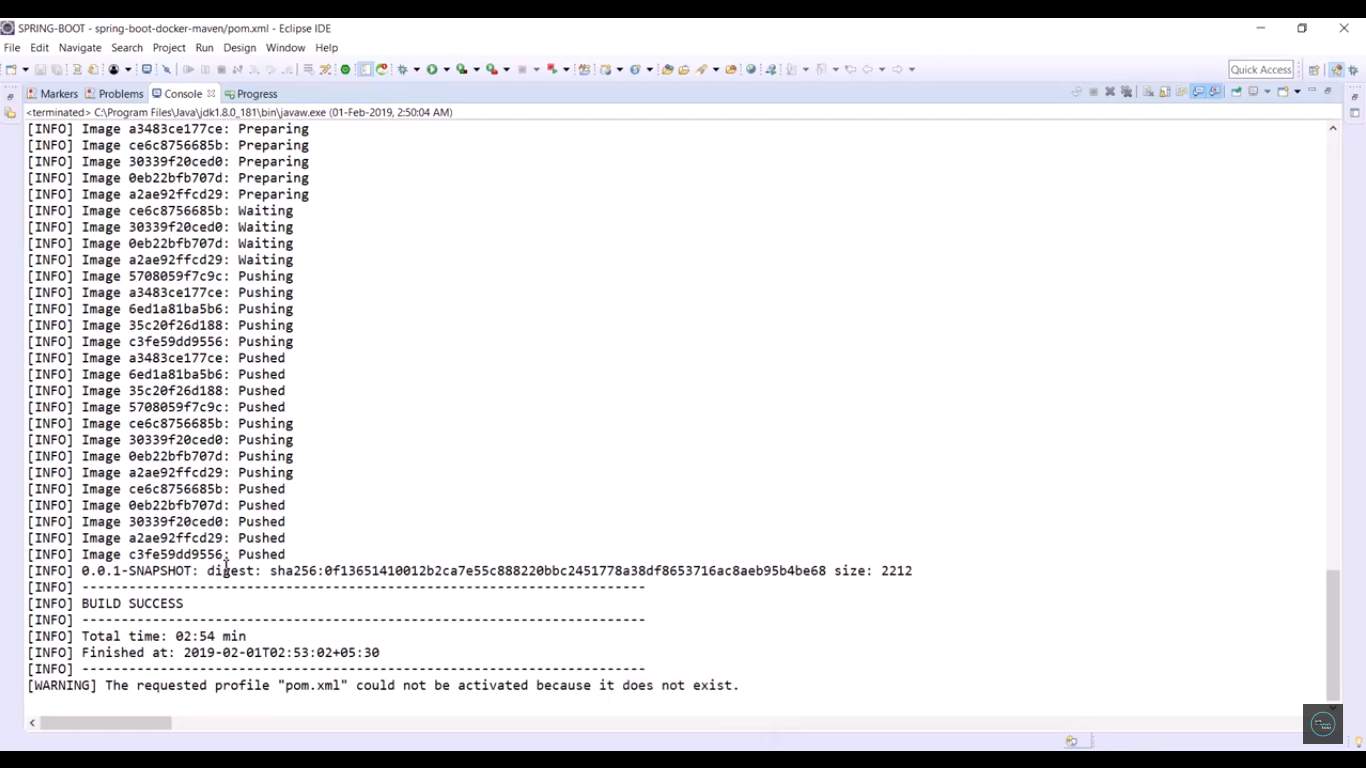 SPRING-BOOT - spring-boot-docker-maven/pom.xml - Eclipse IDE
File Edit Navigate Search Project Run Design Window Help
Quick Access
Markers Problems Console Progress
<terminated> C:\Program Files\Java\jdk1.8.0_181\bin\javaw.exe (01-Feb-2019, 2:50:04 AM)
[INFO] Image a3483ce177ce: Preparing
[INFO] Image ce6c8756685b: Preparing
[INFO] Image 30339f20ced0: Preparing
[INFO] Image 0eb22bfb707d: Preparing
[INFO] Image a2ae92ffcd29: Preparing
[INFO] Image ce6c8756685b: Waiting
[INFO] Image 30339f20ced0: Waiting
[INFO] Image 0eb22bfb707d: Waiting
[INFO] Image a2ae92ffcd29: Waiting
[INFO] Image 5708059f7c9c: Pushing
[INFO] Image a3483ce177ce: Pushing
[INFO] Image 6ed1a81ba5b6: Pushing
[INFO] Image 35c20f26d188: Pushing
[INFO] Image c3fe59dd9556: Pushing
[INFO] Image a3483ce177ce: Pushed
[INFO] Image 6ed1a81ba5b6: Pushed
[INFO] Image 35c20f26d188: Pushed
[INFO] Image 5708059f7c9c: Pushed
[INFO] Image ce6c8756685b: Pushing
[INFO] Image 30339f20ced0: Pushing
[INFO] Image 0eb22bfb707d: Pushing
[INFO] Image a2ae92ffcd29: Pushing
[INFO] Image ce6c8756685b: Pushed
[INFO] Image 0eb22bfb707d: Pushed
[INFO] Image 30339f20ced0: Pushed
[INFO] Image a2ae92ffcd29: Pushed
[INFO] Image c3fe59dd9556: Pushed
[INFO] 0.0.1-SNAPSHOT: digest: sha256:0f13651410012b2ca7e55c888220bbc2451778a38df8653716ac8aeb95b4be68 size: 2212
[INFO] ------------------------------------------------------------------------
[INFO] BUILD SUCCESS
[INFO] ------------------------------------------------------------------------
[INFO] Total time: 02:54 min
[INFO] Finished at: 2019-02-01T02:53:02+05:30
[INFO] ------------------------------------------------------------------------
[WARNING] The requested profile "pom.xml" could not be activated because it does not exist.